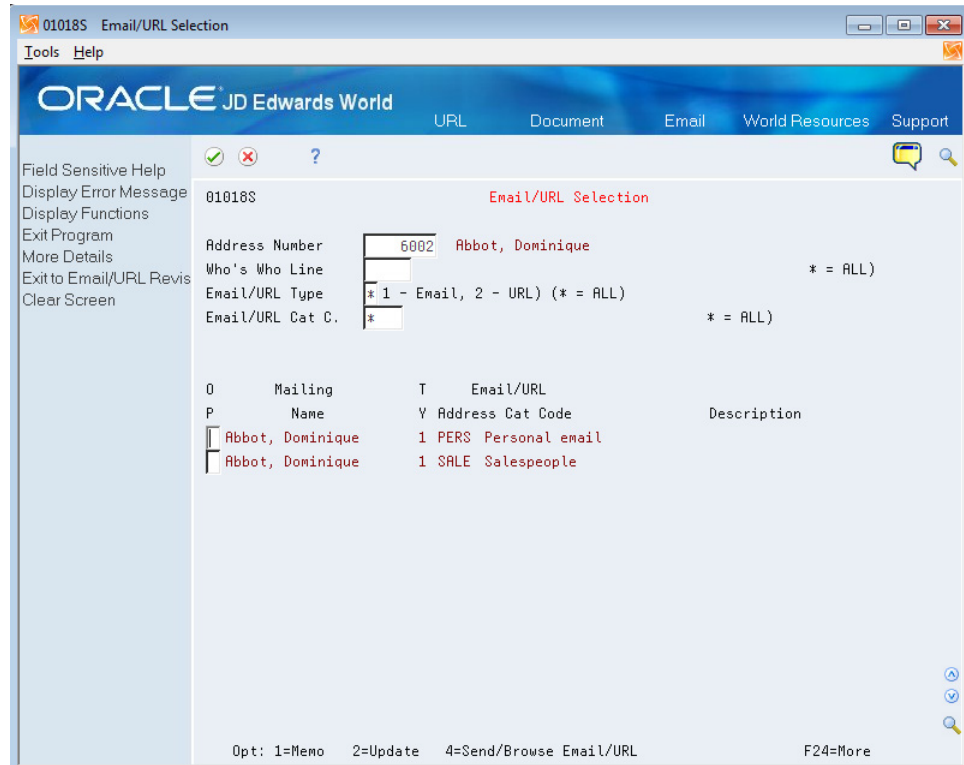 01018S Email/URL Selection
Tools Help
ORACLE JD Edwards World
URL Document Email World Resources Support
Field Sensitive Help
Display Error Message
Display Functions
Exit Program
More Details
Exit to Email/URL Revis
Clear Screen
?
01018S Email/URL Selection
Address Number 6002 Abbot, Dominique
Who's Who Line * = ALL)
Email/URL Type * 1 - Email, 2 - URL) (* = ALL)
Email/URL Cat C. * * = ALL)
O Mailing T Email/URL
P Name Y Address Cat Code Description
Abbot, Dominique 1 PERS Personal email
Abbot, Dominique 1 SALE Salespeople
Opt: 1=Memo 2=Update 4=Send/Browse Email/URL F24=More